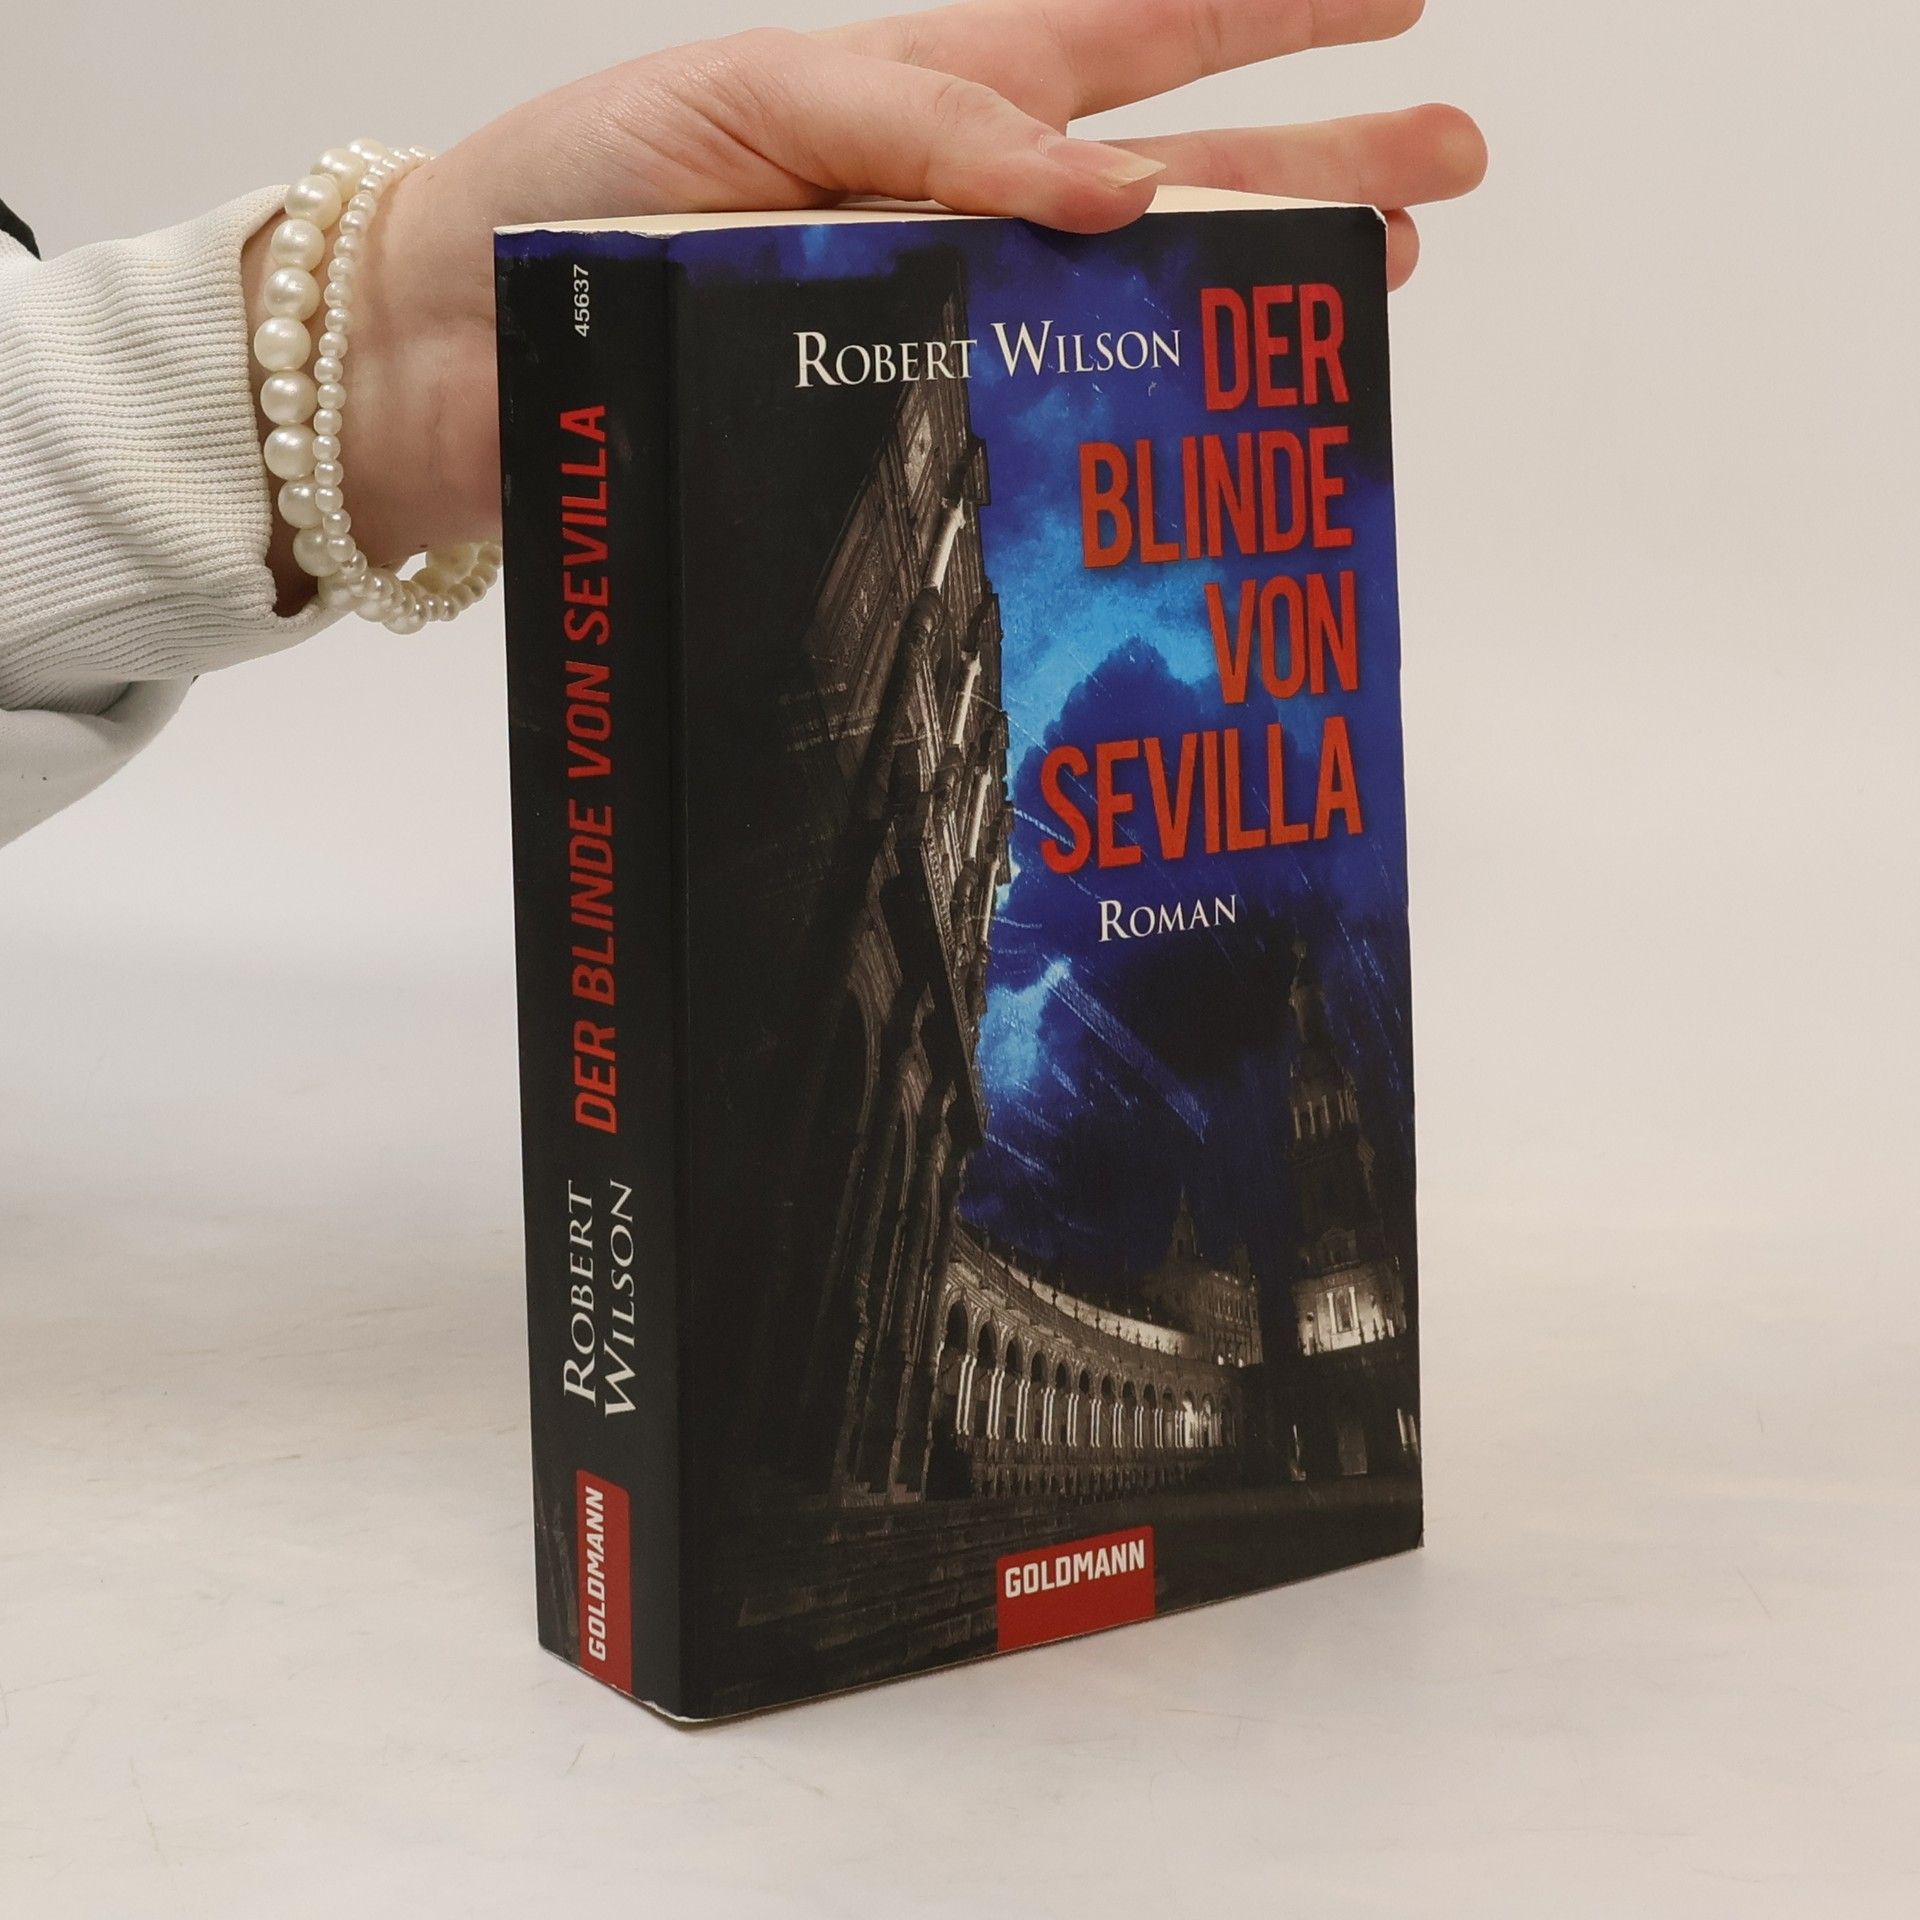 45637
DER BLINDE VON SEVILLA
ROBERT
WILSON
GOLDMANN
ROBERT WILSON
DER
BLINDE
VON
SEVILLA
ROMAN
GOLDMANN